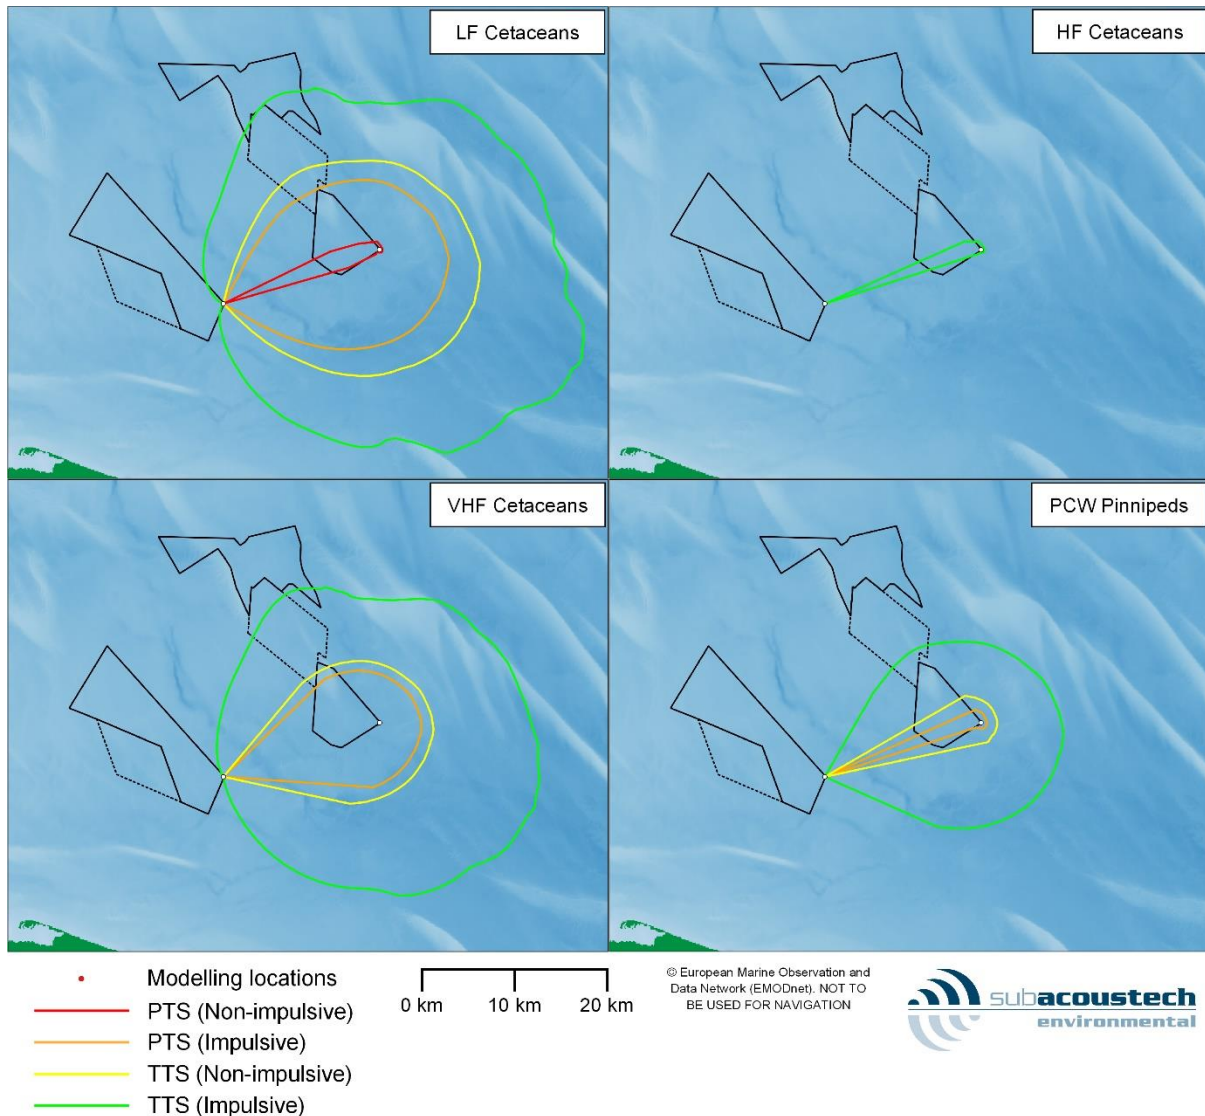 LF Cetaceans
HF Cetaceans
VHF Cetaceans
PCW Pinnipeds
Modelling locations
PTS (Non-impulsive)
PTS (Impulsive)
TTS (Non-impulsive)
TTS (Impulsive)
0 km 10 km 20 km
© European Marine Observation and
Data Network (EMODnet). NOT TO
BE USED FOR NAVIGATION
subacoustech
environmental